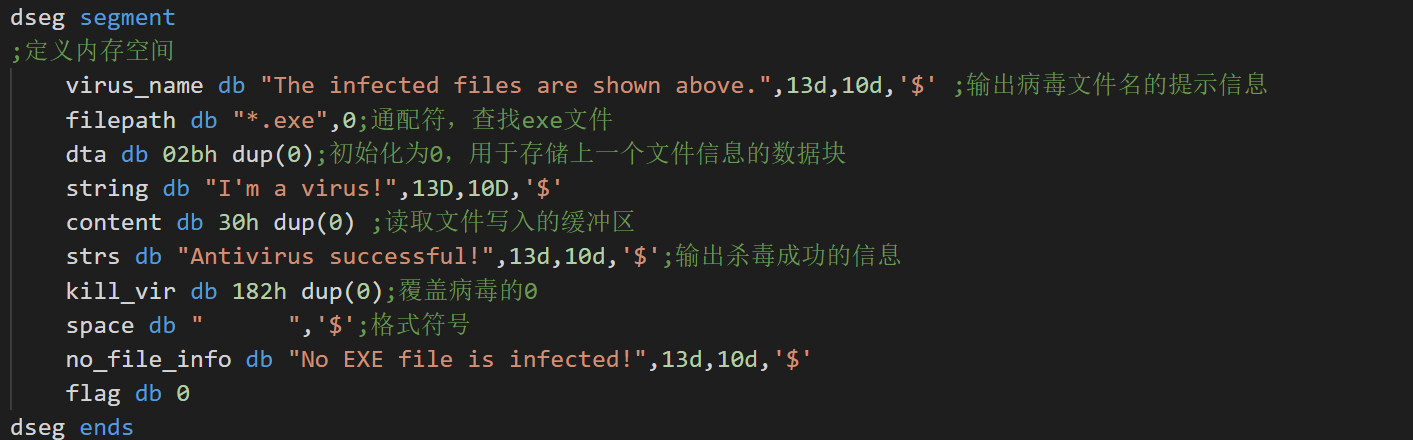 dseg segment
;定义内存空间
virus_name db "The infected files are shown above.",13d,10d,'$' ;输出病毒文件名的提示信息
filepath db "*.exe",0;通配符，查找exe文件
dta db 02bh dup(0);初始化为0，用于存储上一个文件信息的数据块
string db "I'm a virus!",13D,10D,'$'
content db 30h dup(0) ;读取文件写入的缓冲区
strs db "Antivirus successful!",13d,10d,'$';输出杀毒成功的信息
kill_vir db 182h dup(0);覆盖病毒的0
space db "      ",'$';格式符号
no_file_info db "No EXE file is infected!",13d,10d,'$'
flag db 0
dseg ends